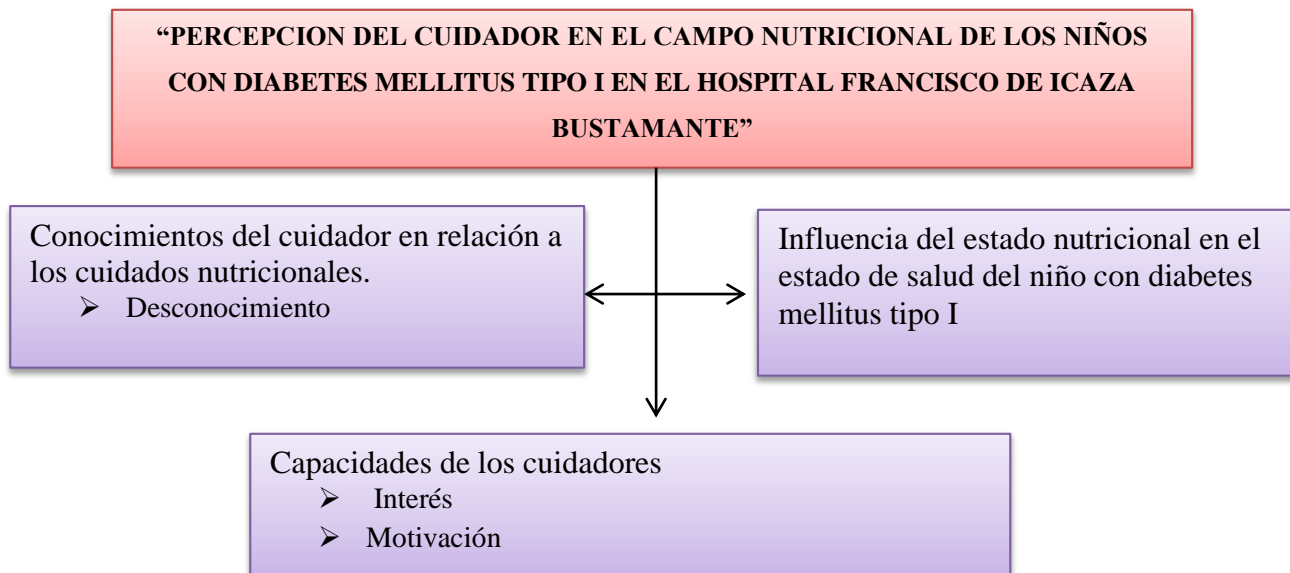 “PERCEPCION DEL CUIDADOR EN EL CAMPO NUTRICIONAL DE LOS NIÑOS
CON DIABETES MELLITUS TIPO I EN EL HOSPITAL FRANCISCO DE ICAZA
BUSTAMANTE”
Conocimientos del cuidador en relación a
los cuidados nutricionales.
➤ Desconocimiento
Influencia del estado nutricional en el
estado de salud del niño con diabetes
mellitus tipo I
Capacidades de los cuidadores
➤ Interés
➤ Motivación